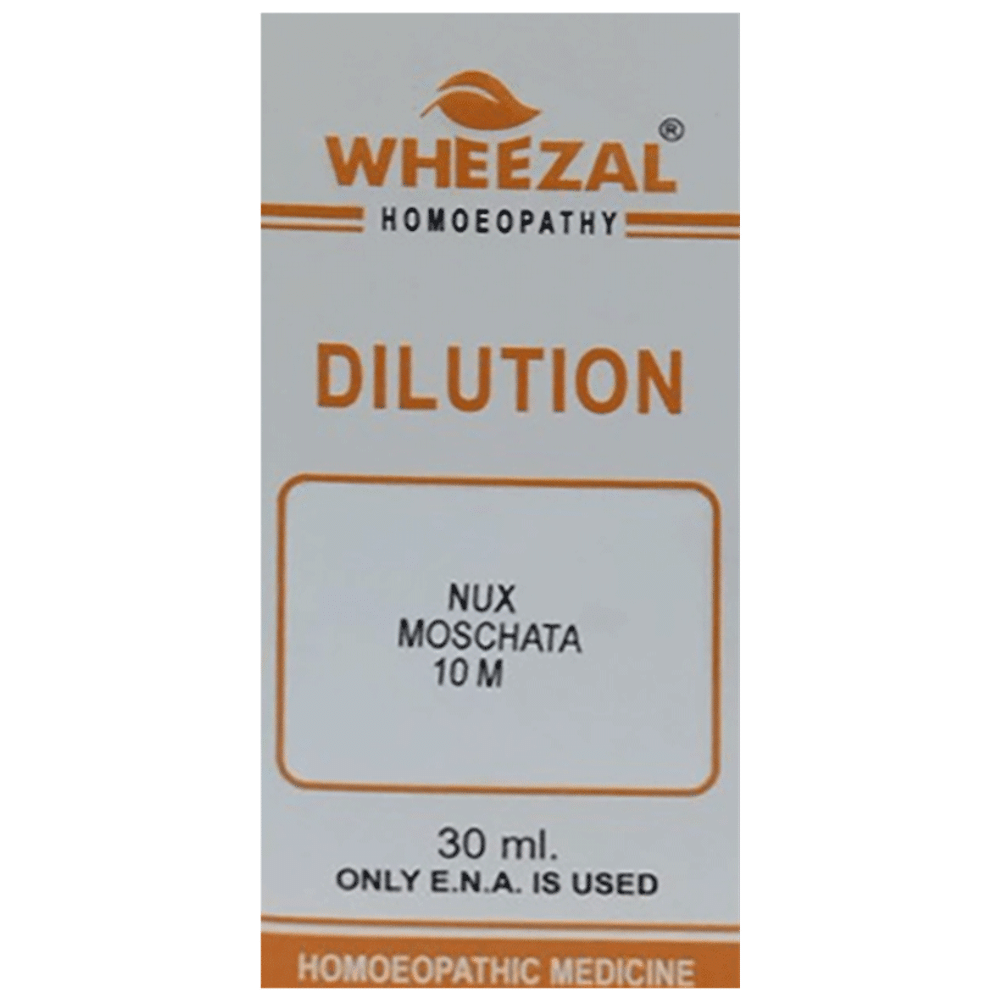 WHEEZAL®
HOMOEOPATHY
DILUTION
NUX
MOSCHATA
10 M
30 ml.
ONLY E.N.A. IS USED
HOMOEOPATHIC MEDICINE